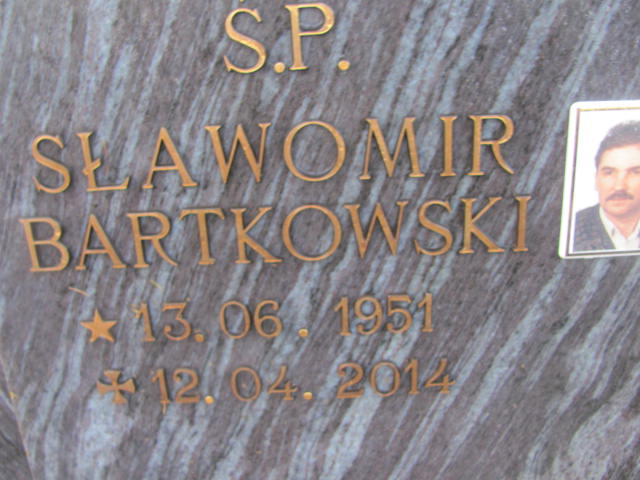 Ś.P.
SŁAWOMIR
BARTKOWSKI
13.06.1951
12.04.2014